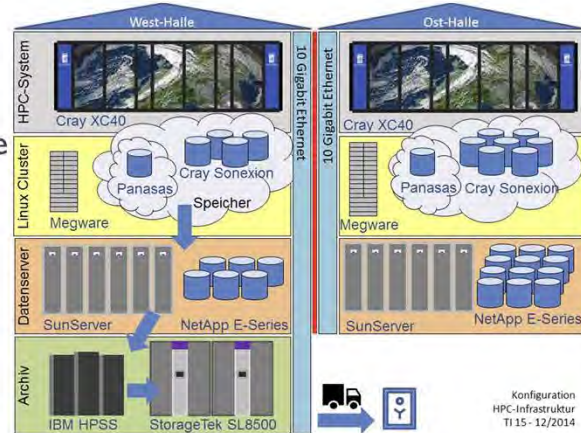 West-Halle
Ost-Halle
HPC-System
Cray XC40
10 Gigabit Ethernet
10 Gigabit Ethernet
Cray XC40
Linux Cluster
Megware
Panasas
Cray Sonexion
Speicher
Megware
Panasas
Cray Sonexion
Datenserver
SunServer
NetApp E-Series
SunServer
NetApp E-Series
Archiv
IBM HPSS
StorageTek SL8500
Konfiguration
HPC-Infrastruktur
TI 15 - 12/2014